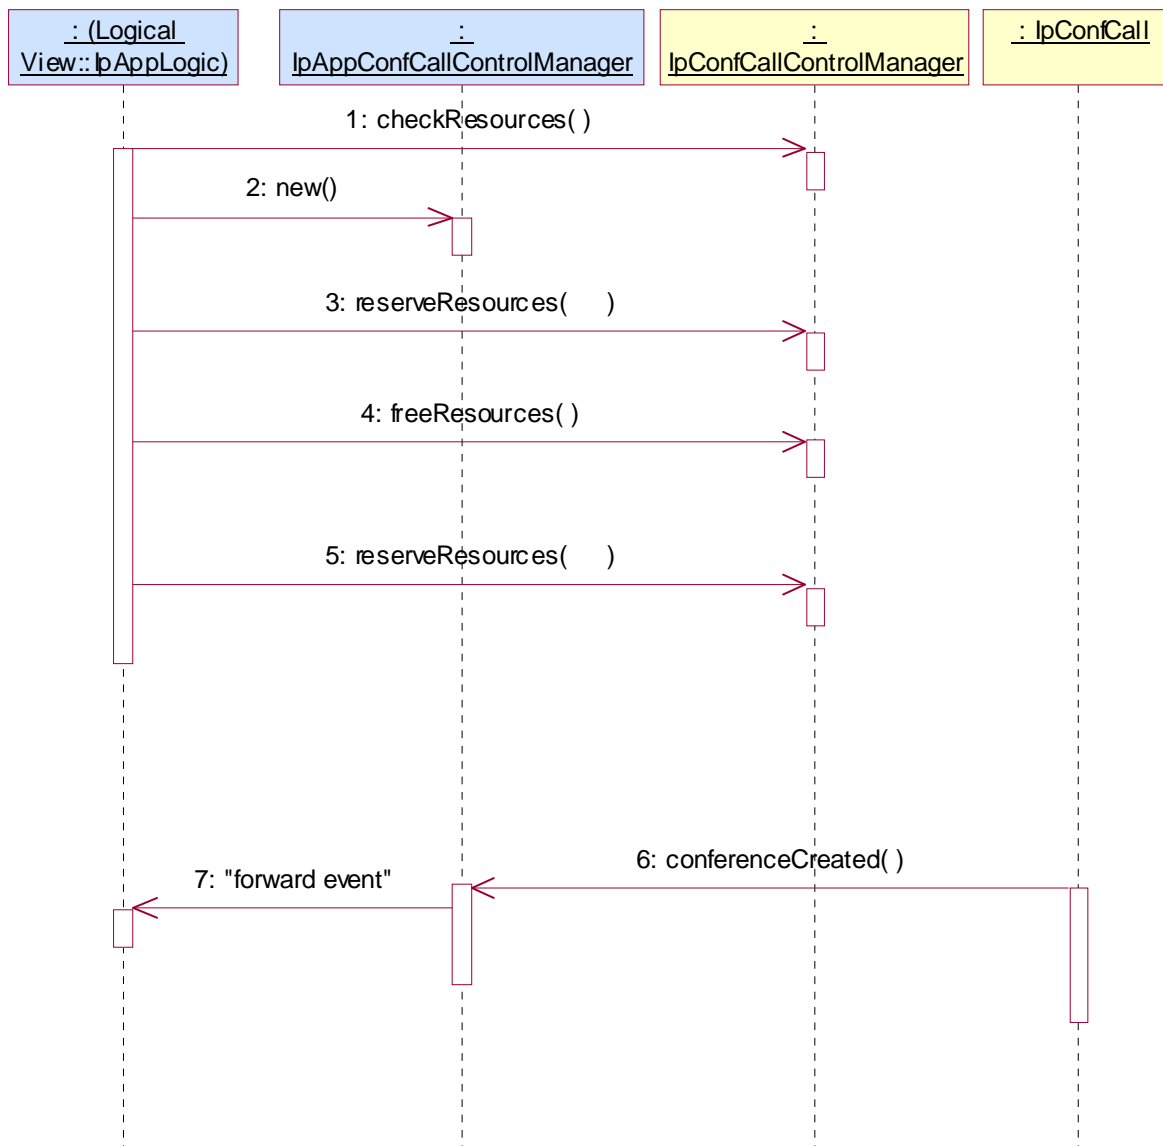 : (Logical
View::IpAppLogic)
:
IpAppConfCallControlManager
:
IpConfCallControlManager
: IpConfCall
1: checkResources( )
2: new()
3: reserveResources( )
4: freeResources( )
5: reserveResources( )
6: conferenceCreated( )
7: "forward event"